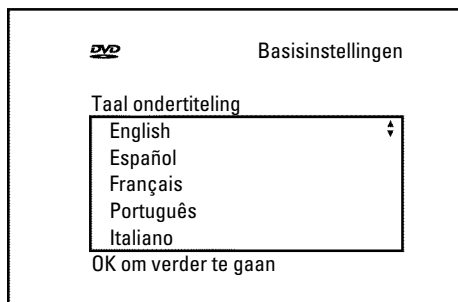 DVD Basisinstellingen
Taal ondertiteling
English
Español
Français
Português
Italiano
OK om verder te gaan